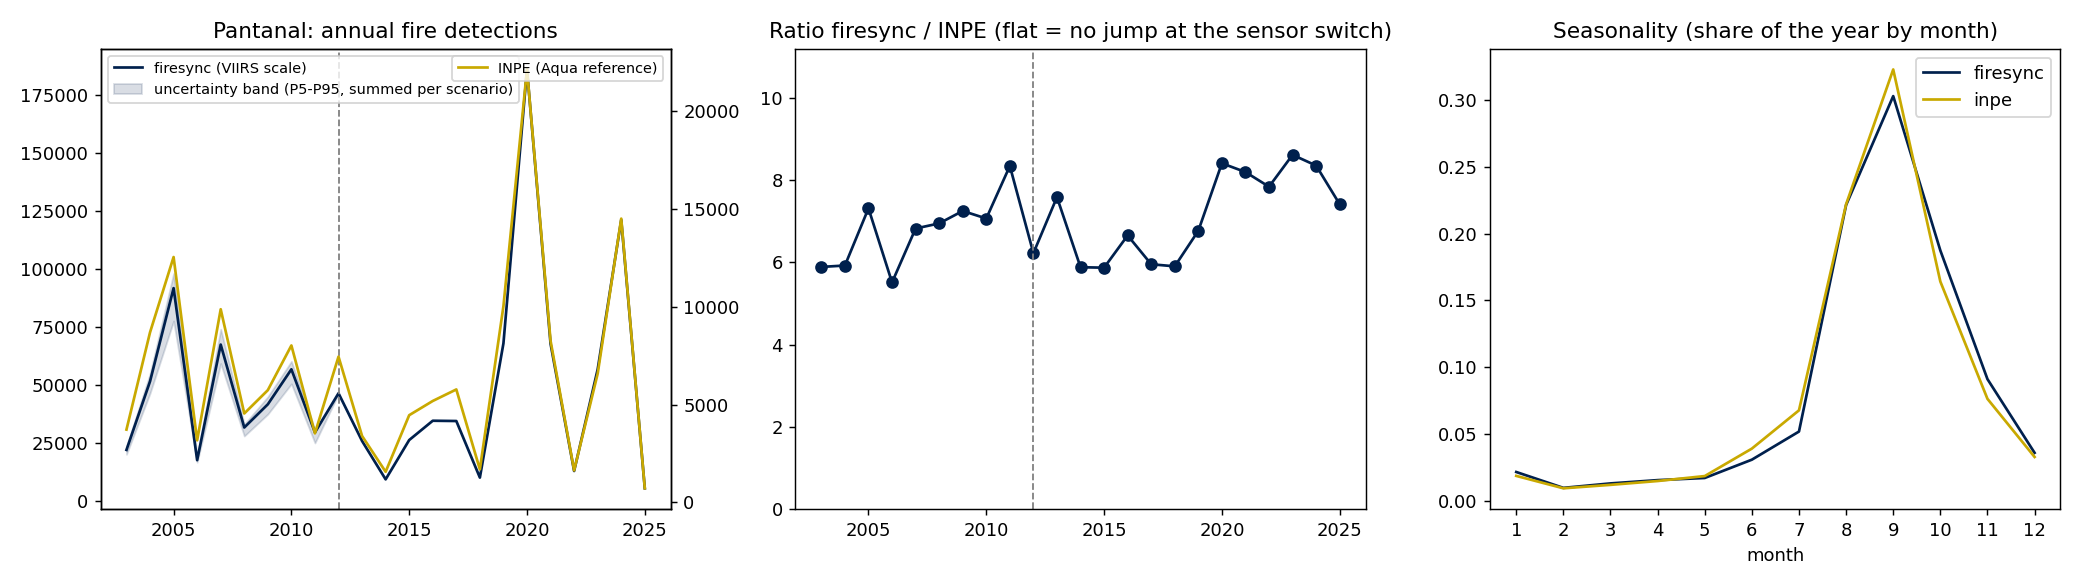 Pantanal: annual fire detections
firesync (VIIRS scale)
uncertainty band (P5-P95, summed per scenario)
INPE (Aqua reference)
175000
150000
125000
100000
75000
50000
25000
0
20000
15000
10000
5000
0
2005 2010 2015 2020 2025
Ratio firesync / INPE (flat = no jump at the sensor switch)
10
8
6
4
2
0
2005 2010 2015 2020 2025
Seasonality (share of the year by month)
firesync
inpe
0.30
0.25
0.20
0.15
0.10
0.05
0.00
1 2 3 4 5 6 7 8 9 10 11 12
month